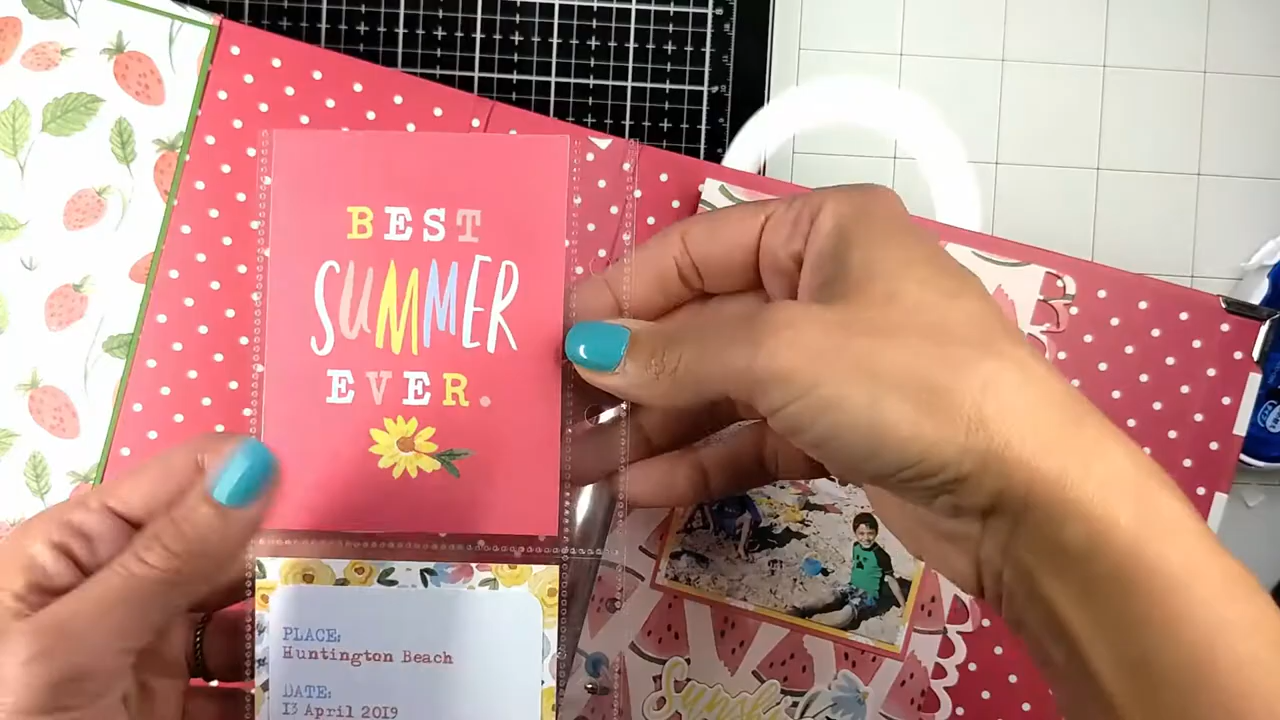 BEST
SUMMER
EVER.
PLACE:
Huntington Beach
DATE:
13 April 2019